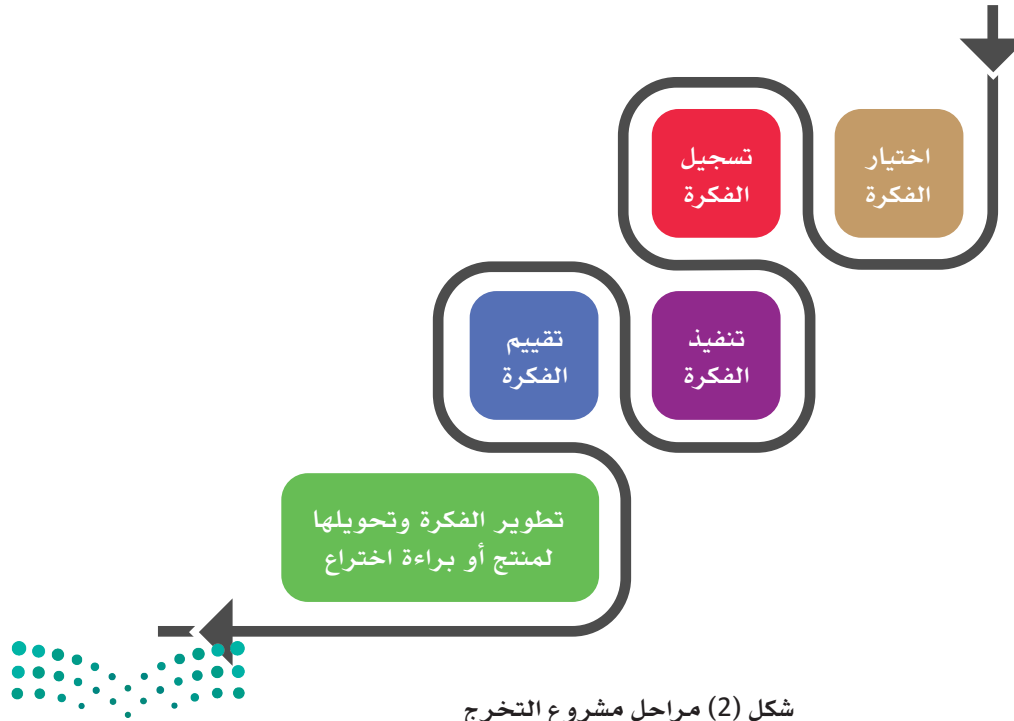 اختيار
الفكرة
تسجيل
الفكرة
تنفيذ
الفكرة
تقييم
الفكرة
تطوير الفكرة وتحويلها
لمنتج أو براءة اختراع
شكل (2) مراحل مشروع التخرج